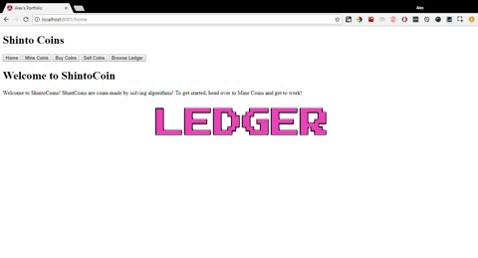 Alex's Portfolio
Alex
localhost:8001/home
Shinto Coins
Home Mine Coins Buy Coins Sell Coins Browse Ledger
Welcome to ShintoCoin
Welcome to ShintoCoins! ShintCoins are coins made by solving algorithms! To get started, head over to Mine Coins and get to work!
LEDGER